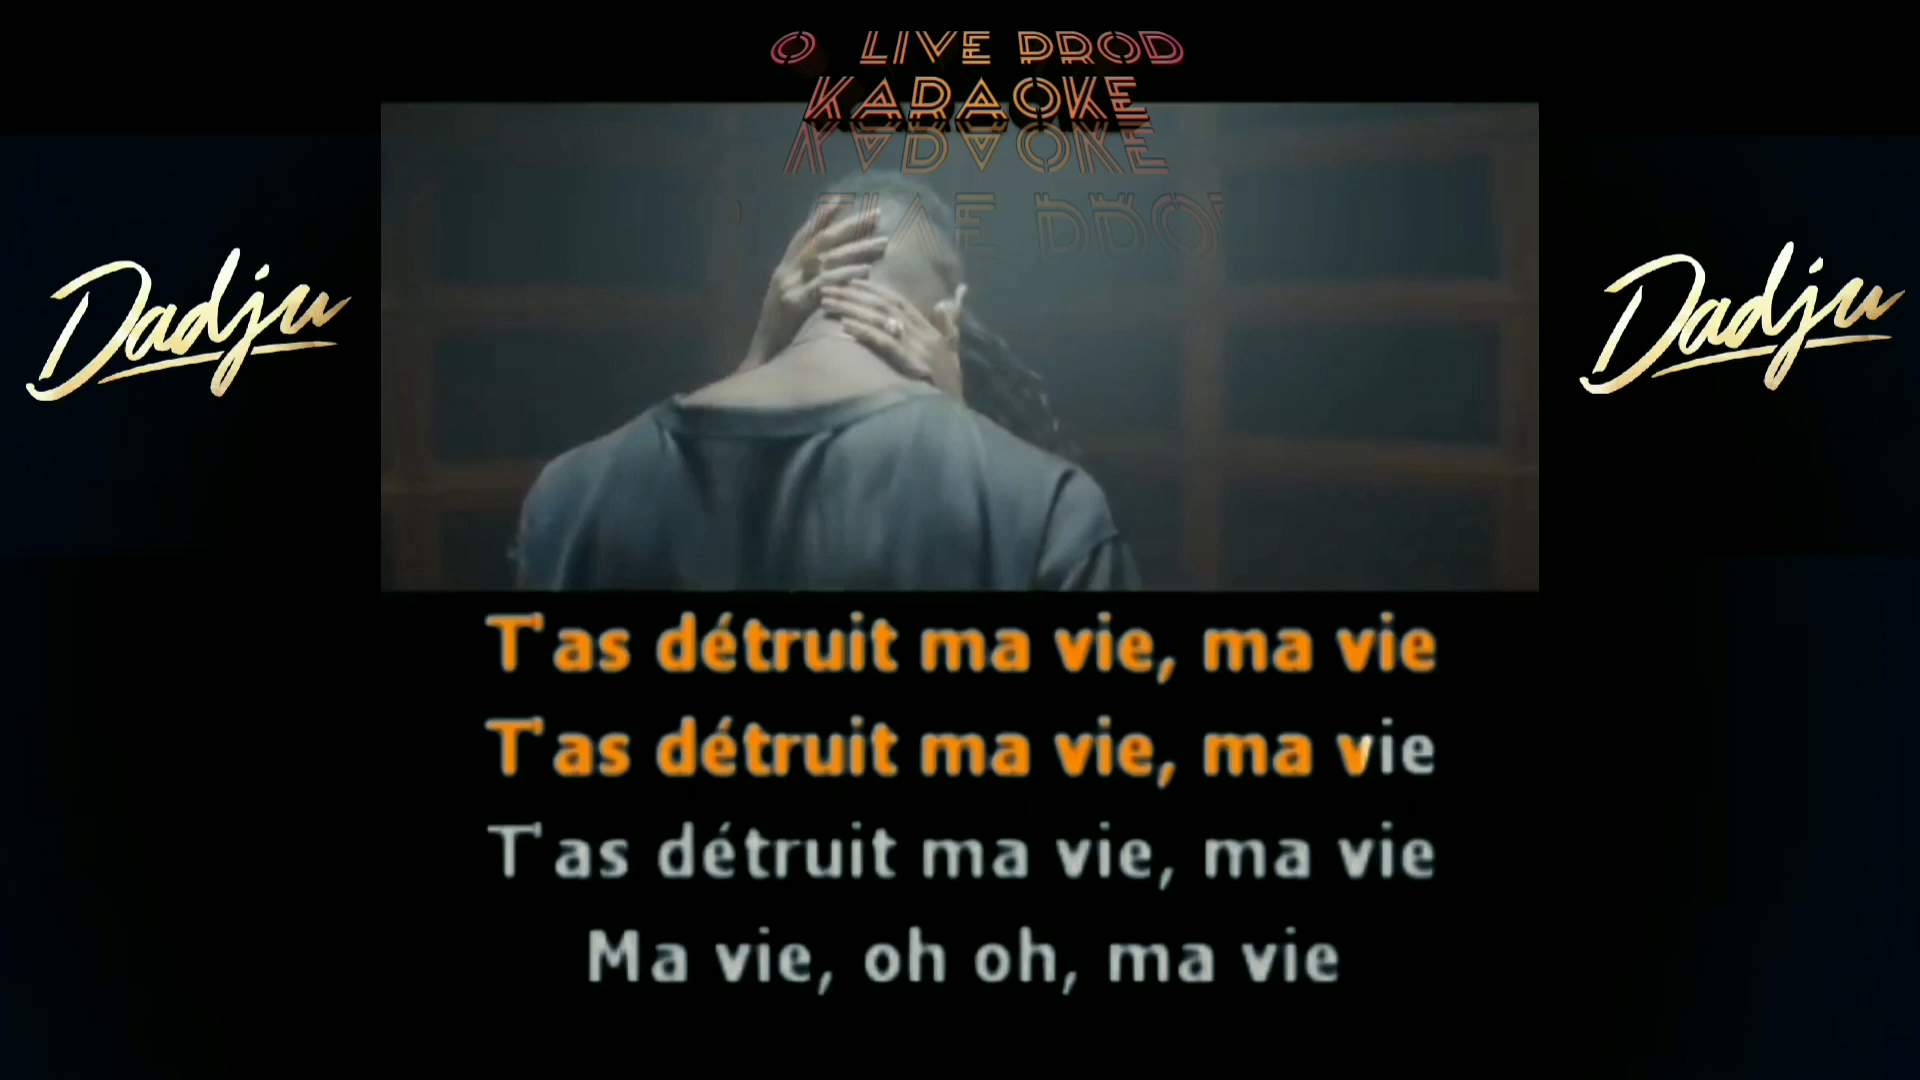 O LIVE PROD
KARAOKE
Dadju
Dadju
T'as détruit ma vie, ma vie
T'as détruit ma vie, ma vie
T'as détruit ma vie, ma vie
Ma vie, oh oh, ma vie